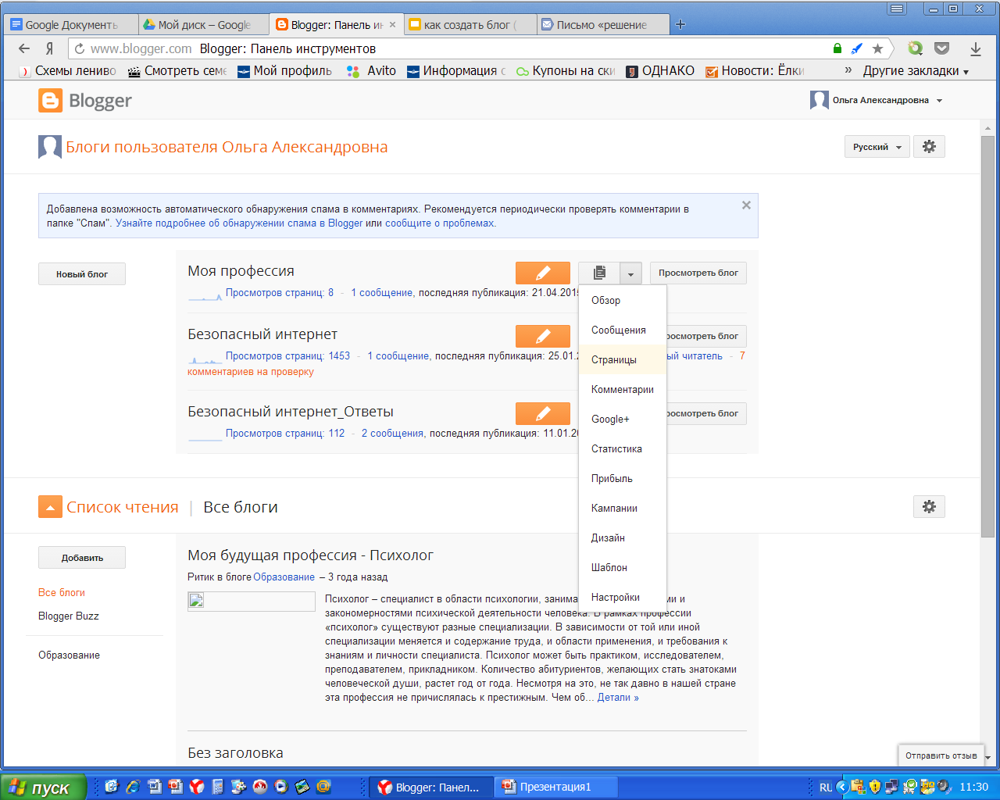 Google Документы
Мой диск – Google
Blogger: Панель ин
как создать блог (
Письмо «решение
Я
www.blogger.com Blogger: Панель инструментов
Схемы лениво
Смотреть семе
Мой профиль
Avito
Информация с
Купоны на ски
ОДНАКО
Новости: Ёлки
» Другие закладки
Blogger
Ольга Александровна
Блоги пользователя Ольга Александровна
Русский
Добавлена возможность автоматического обнаружения спама в комментариях. Рекомендуется периодически проверять комментарии в
папке "Спам". Узнайте подробнее об обнаружении спама в Blogger или сообщите о проблемах.
Новый блог
Моя профессия
Просмотреть блог
Просмотров страниц: 8 - 1 сообщение, последняя публикация: 21.04.2015
Безопасный интернет
росмотреть блог
Просмотров страниц: 1453 - 1 сообщение, последняя публикация: 25.01.2
ый читатель - 7
комментариев на проверку
Безопасный интернет_Ответы
росмотреть блог
Просмотров страниц: 112 - 2 сообщения, последняя публикация: 11.01.20
Обзор
Сообщения
Страницы
Комментарии
Google+
Статистика
Прибыль
Кампании
Дизайн
Шаблон
Настройки
Список чтения | Все блоги
Добавить
Все блоги
Blogger Buzz
Образование
Моя будущая профессия - Психолог
Ритик в блоге Образование – 3 года назад
Психолог – специалист в области психологии, занима ми и
закономерностями психической деятельности человека. В рамках профессии
«психолог» существуют разные специализации. В зависимости от той или иной
специализации меняется и содержание труда, и области применения, и требования к
знаниям и личности специалиста. Психолог может быть практиком, исследователем,
преподавателем, прикладником. Количество абитуриентов, желающих стать знатоками
человеческой души, растет год от года. Несмотря на это, не так давно в нашей стране
эта профессия не причислялась к престижным. Чем об... Детали »
Без заголовка
Отправить отзыв
пуск
Blogger: Панел...
Презентация1
RU
11:30